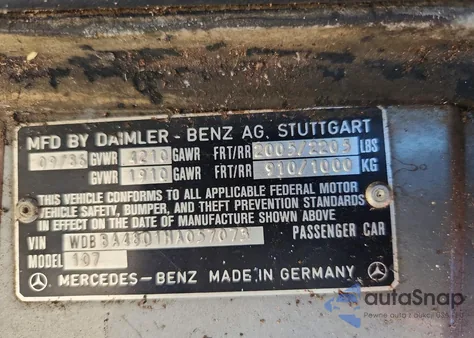 MFD BY DAIMLER - BENZ AG, STUTTGART
GVWR 4210 GAWR FRT/RR 2005/2205 LBS
GVWR 1910 GAWR FRT/RR 910/1000 KG
THIS VEHICLE CONFORMS TO ALL APPLICABLE FEDERAL MOTOR
VEHICLE SAFETY, BUMPER, AND THEFT PREVENTION STANDARDS
IN EFFECT ON THE DATE OF MANUFACTURE SHOWN ABOVE
VIN PASSENGER CAR
MODEL 107
MERCEDES-BENZ MADE IN GERMANY
autoSnap